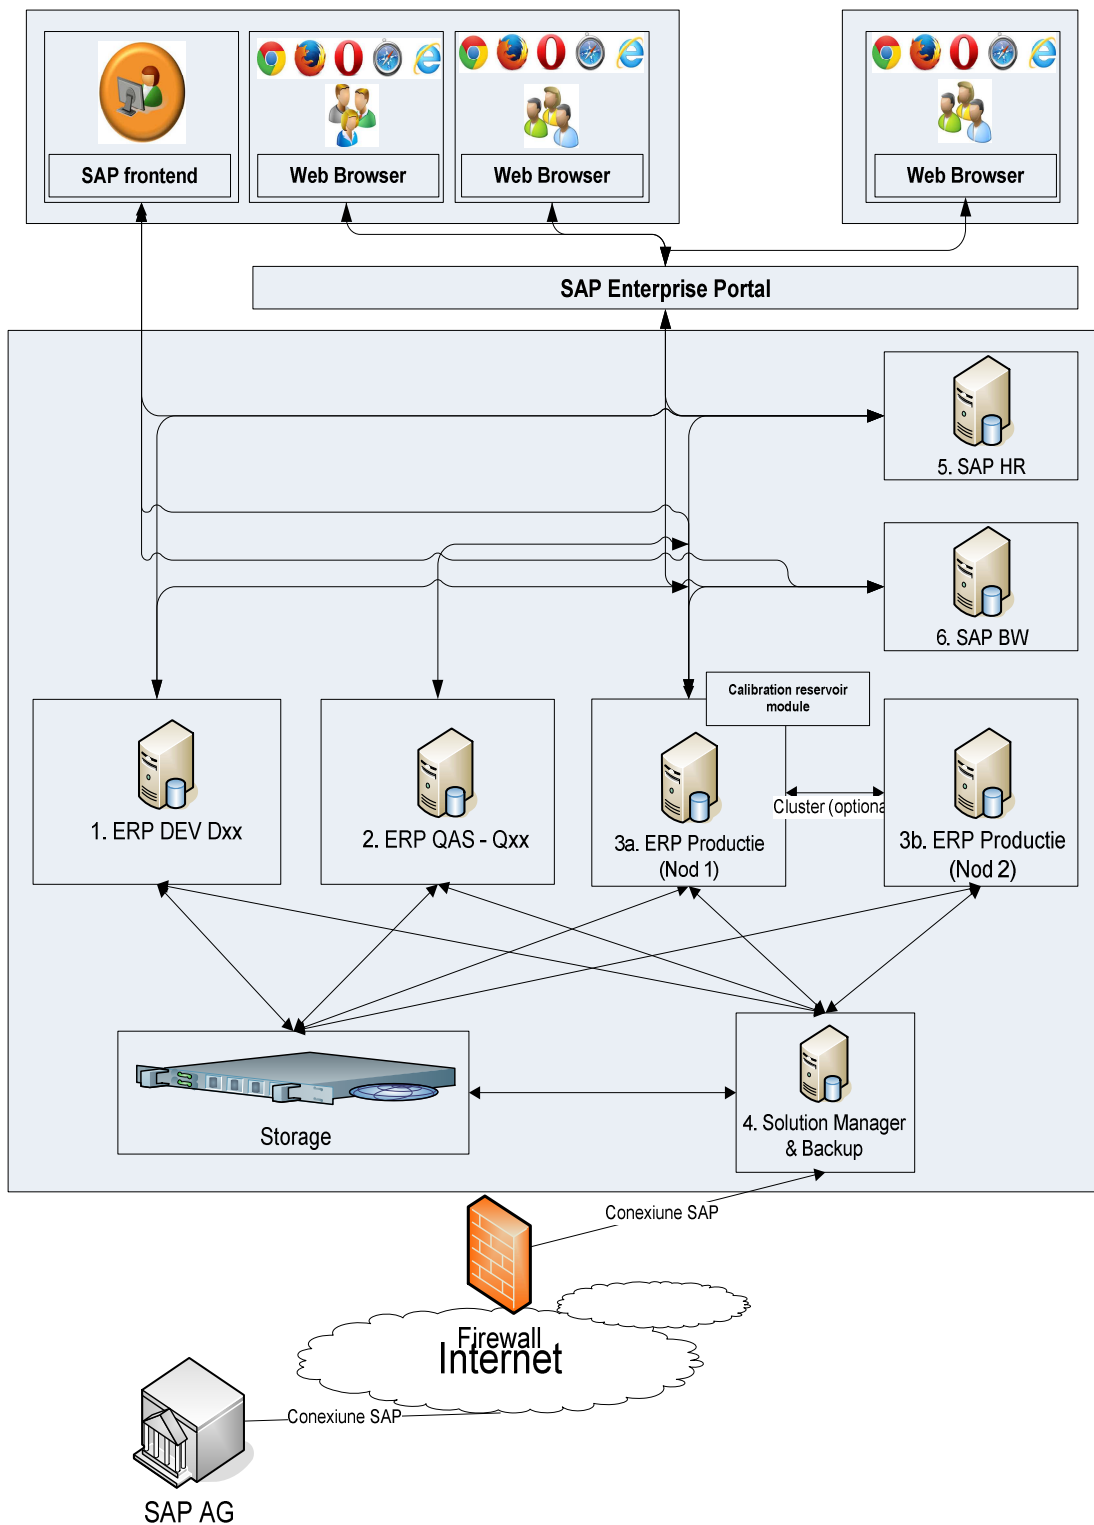 SAP frontend
Web Browser
Web Browser
Web Browser
SAP Enterprise Portal
5. SAP HR
6. SAP BW
Calibration reservoir
module
1. ERP DEV Dxx
2. ERP QAS - Qxx
3a. ERP Productie
(Nod 1)
Cluster (optiona
3b. ERP Productie
(Nod 2)
Storage
4. Solution Manager
& Backup
Conexiune SAP
Firewall
Internet
Conexiune SAP
SAP AG